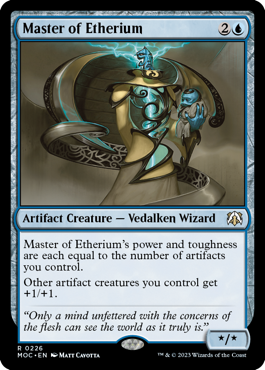 Master of Etherium 2
Artifact Creature — Vedalken Wizard
Master of Etherium's power and toughness
are each equal to the number of artifacts
you control.
Other artifact creatures you control get
+1/+1.
"Only a mind unfettered with the concerns of
the flesh can see the world as it truly is."
*/*
R 0226
MOC • EN MATT CAVOTTA
™ & © 2023 Wizards of the Coast